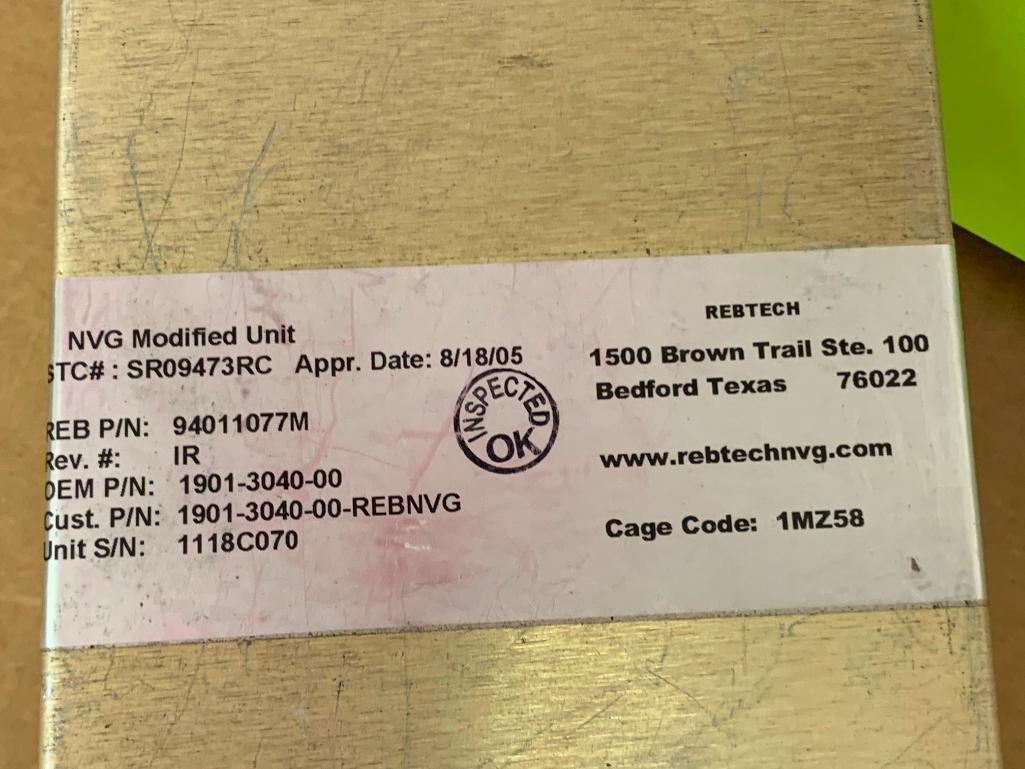 NVG Modified Unit
STC# : SR09473RC Appr. Date: 8/18/05
REB P/N: 94011077M
Rev. #: IR
OEM P/N: 1901-3040-00
Cust. P/N: 1901-3040-00-REBNVG
Unit S/N: 1118C070
INSPECTED
OK
REBTECH
1500 Brown Trail Ste. 100
Bedford Texas 76022
www.rebtechnvg.com
Cage Code: 1MZ58